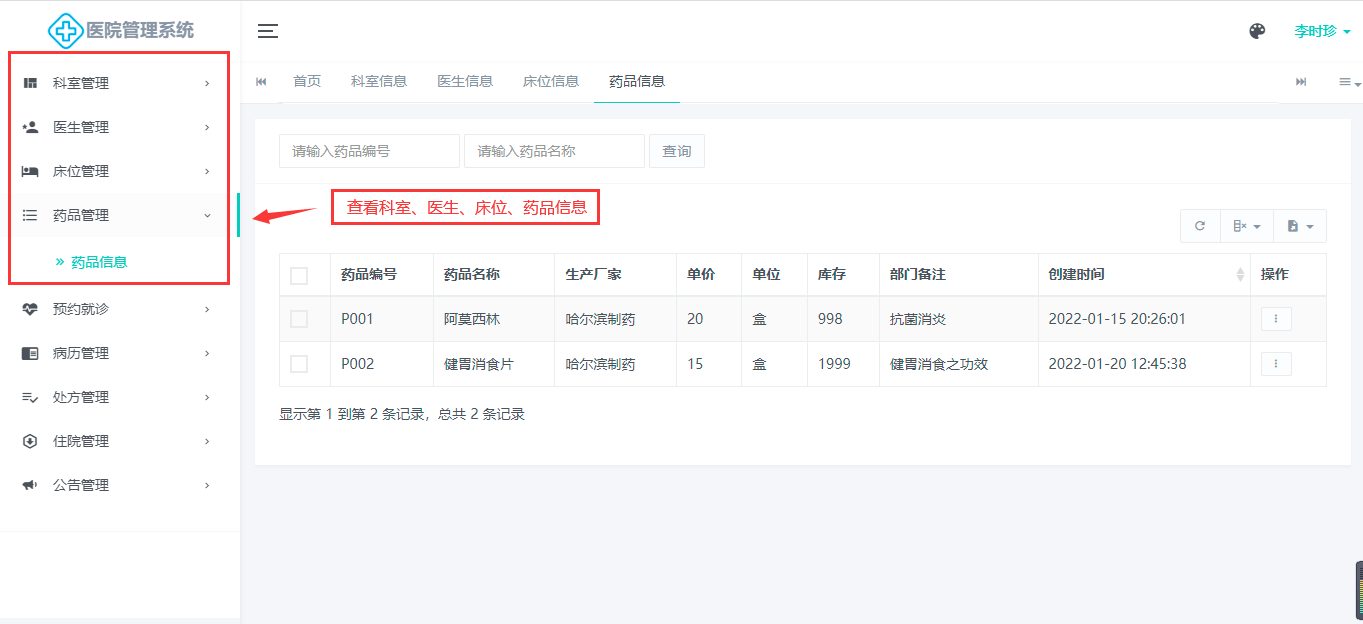 医院管理系统
李时珍
科室管理
医生管理
床位管理
药品管理
药品信息
预约就诊
病历管理
处方管理
住院管理
公告管理
首页 科室信息 医生信息 床位信息 药品信息
请输入药品编号 请输入药品名称 查询
查看科室、医生、床位、药品信息
药品编号 药品名称 生产厂家 单价 单位 库存 部门备注 创建时间 操作
P001 阿莫西林 哈尔滨制药 20 盒 998 抗菌消炎 2022-01-15 20:26:01
P002 健胃消食片 哈尔滨制药 15 盒 1999 健胃消食之功效 2022-01-20 12:45:38
显示第 1 到第 2 条记录，总共 2 条记录